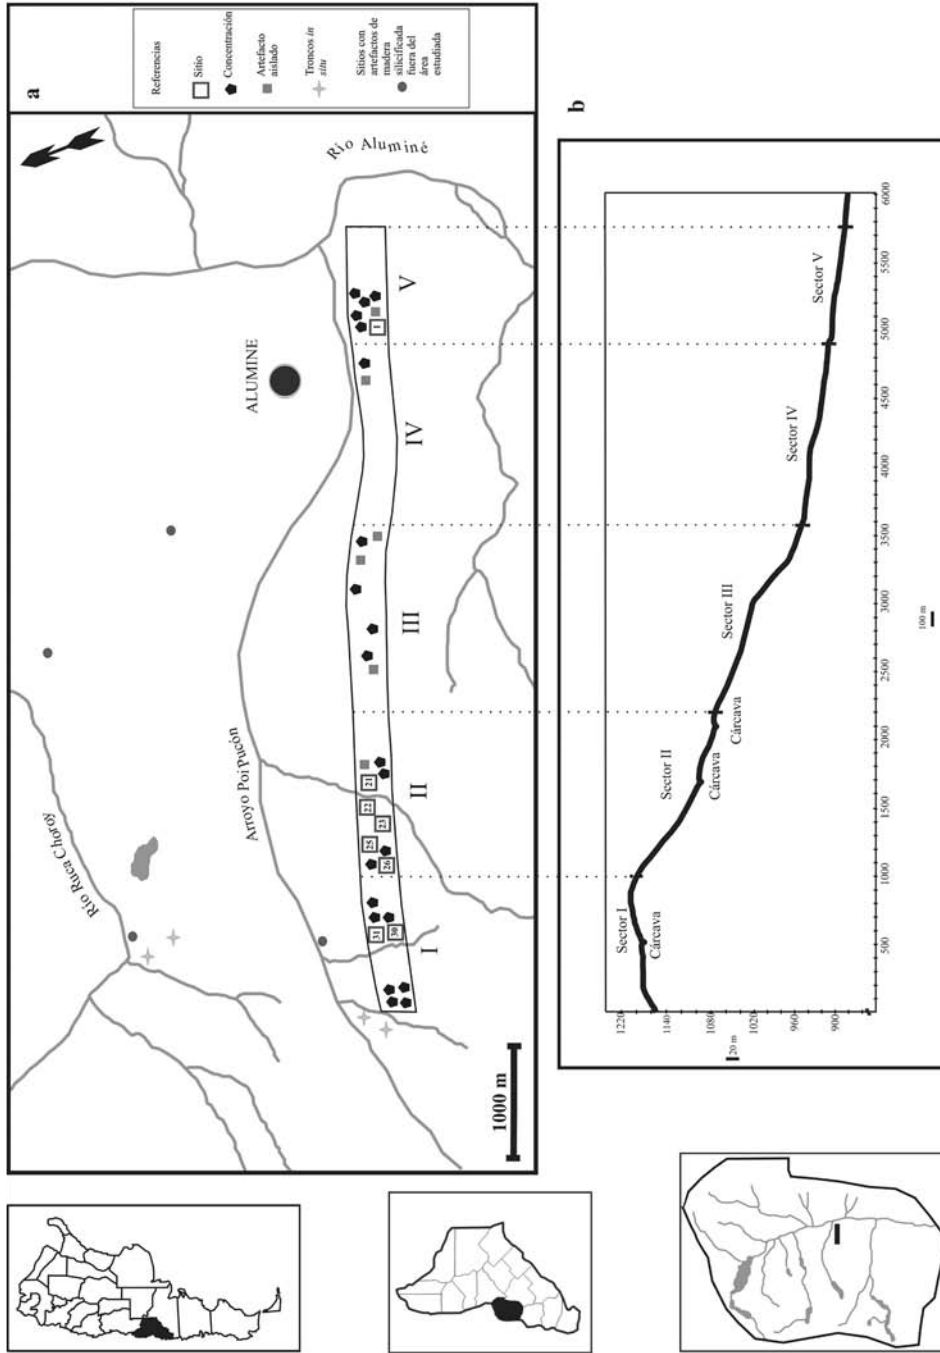 a
Referencias
Sitio
Concentración
Artefacto
aislado
Troncos in
situ
Sitios con
artefactos de
madera
silicificada
fuera del
área
estudiada
Río Aluminé
ALUMINE
Río Ruca Choroy
Arroyo Poi Pucón
I
II
III
IV
V
31
30
26
25
23
22
21
1
1000 m
b
Sector I
Sector II
Sector III
Sector IV
Sector V
Cárcava
Cárcava
Cárcava
1220
1140
1080
1020
960
900
20 m
500
1000
1500
2000
2500
3000
3500
4000
4500
5000
5500
6000
100 m